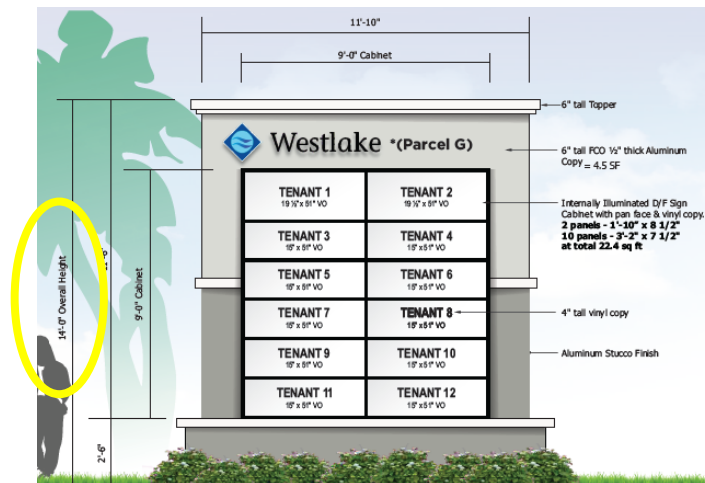 11'-10"
9'-0" Cabinet
6" tall Topper
Westlake *(Parcel G)
6" tall FCO ½" thick Aluminum
Copy = 4.5 SF
TENANT 1
19 ½" x 51" VO
TENANT 2
19 ½" x 51" VO
Internally Illuminated D/F Sign
Cabinet with pan face & vinyl copy.
2 panels - 1'-10" x 8 1/2"
10 panels - 3'-2" x 7 1/2"
at total 22.4 sq ft
TENANT 3
15" x 51" VO
TENANT 4
15" x 51" VO
14'-0" Overall Height
9'-0" Cabinet
TENANT 5
15" x 51" VO
TENANT 6
15" x 51" VO
TENANT 7
15" x 51" VO
TENANT 8
15" x 51" VO
4" tall vinyl copy
TENANT 9
15" x 51" VO
TENANT 10
15" x 51" VO
Aluminum Stucco Finish
TENANT 11
15" x 51" VO
TENANT 12
15" x 51" VO
2'-6"